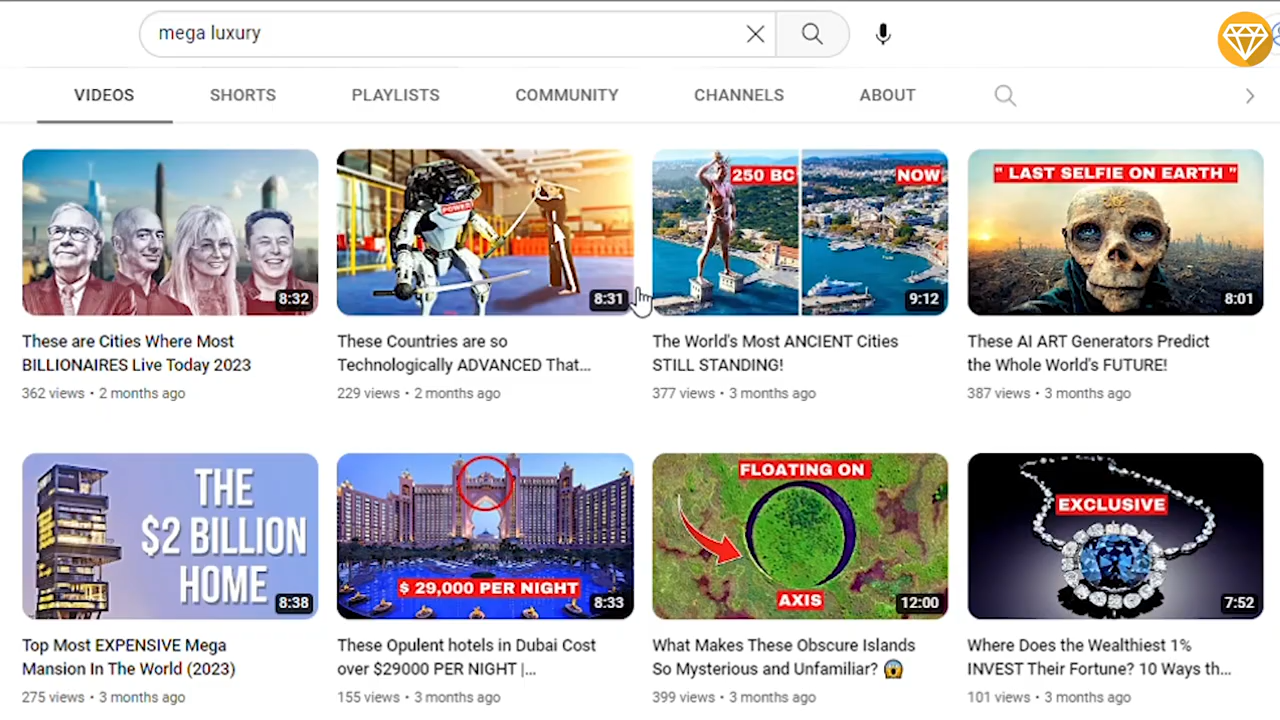 mega luxury
VIDEOS SHORTS PLAYLISTS COMMUNITY CHANNELS ABOUT
8:32
POWER
8:31
250 BC
NOW
9:12
" LAST SELFIE ON EARTH "
8:01
These are Cities Where Most
BILLIONAIRES Live Today 2023
362 views • 2 months ago
These Countries are so
Technologically ADVANCED That...
229 views • 2 months ago
The World's Most ANCIENT Cities
STILL STANDING!
377 views • 3 months ago
These AI ART Generators Predict
the Whole World's FUTURE!
387 views • 3 months ago
THE
$2 BILLION
HOME
8:38
$ 29,000 PER NIGHT
8:33
FLOATING ON
AXIS
12:00
EXCLUSIVE
7:52
Top Most EXPENSIVE Mega
Mansion In The World (2023)
275 views • 3 months ago
These Opulent hotels in Dubai Cost
over $29000 PER NIGHT |...
155 views • 3 months ago
What Makes These Obscure Islands
So Mysterious and Unfamiliar? 😱
399 views • 3 months ago
Where Does the Wealthiest 1%
INVEST Their Fortune? 10 Ways th...
101 views • 3 months ago